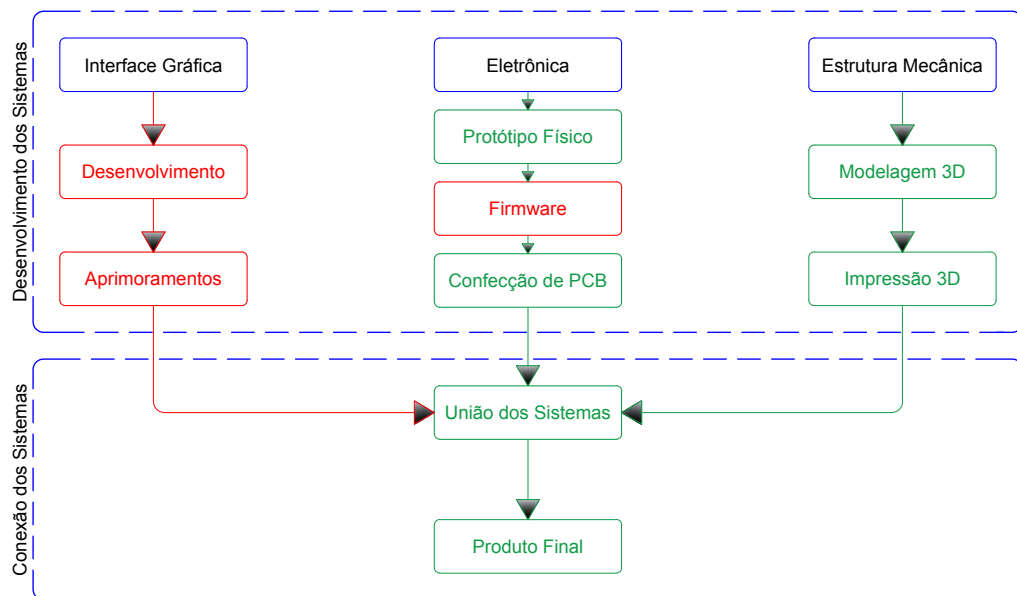 Desenvolvimento dos Sistemas
Interface Gráfica
Eletrônica
Estrutura Mecânica
Protótipo Físico
Desenvolvimento
Modelagem 3D
Firmware
Aprimoramentos
Confecção de PCB
Impressão 3D
Conexão dos Sistemas
União dos Sistemas
Produto Final